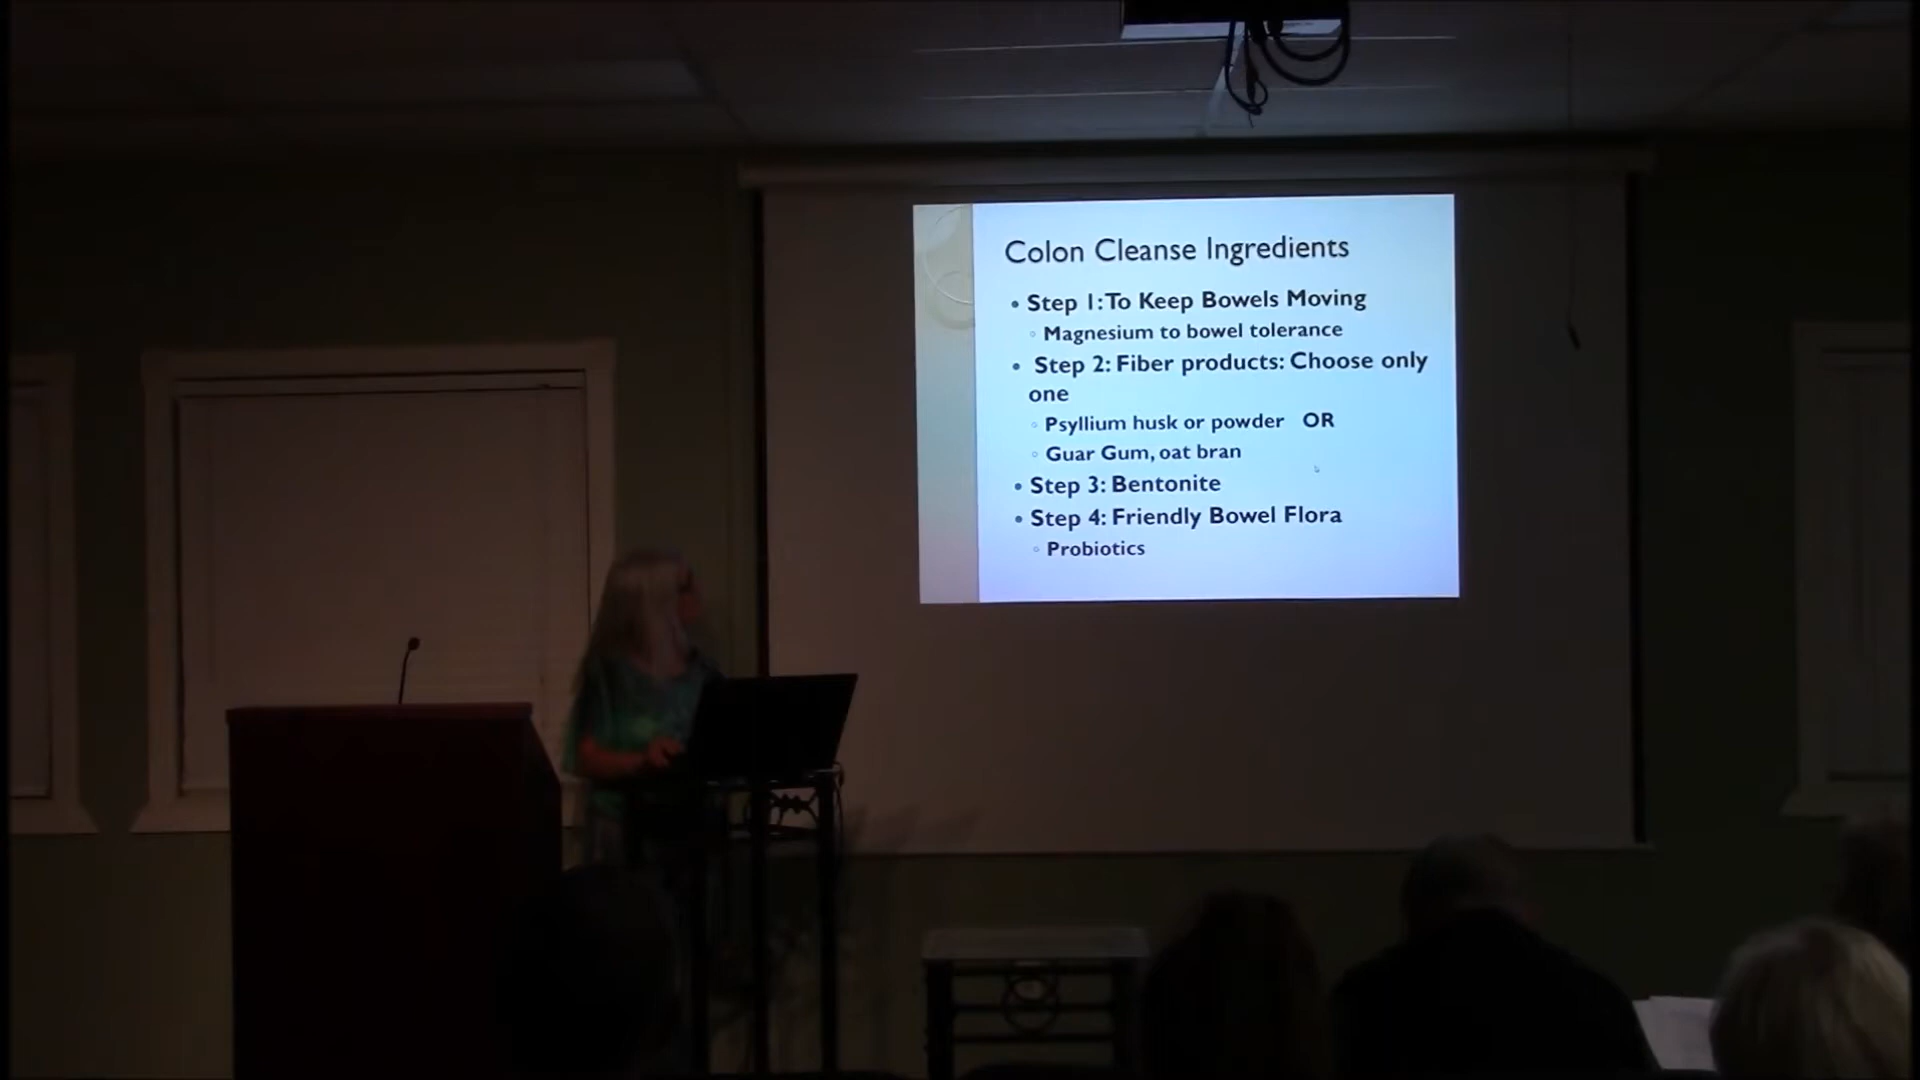 Colon Cleanse Ingredients
• Step 1: To Keep Bowels Moving
◦ Magnesium to bowel tolerance
• Step 2: Fiber products: Choose only
one
◦ Psyllium husk or powder OR
◦ Guar Gum, oat bran
• Step 3: Bentonite
• Step 4: Friendly Bowel Flora
◦ Probiotics